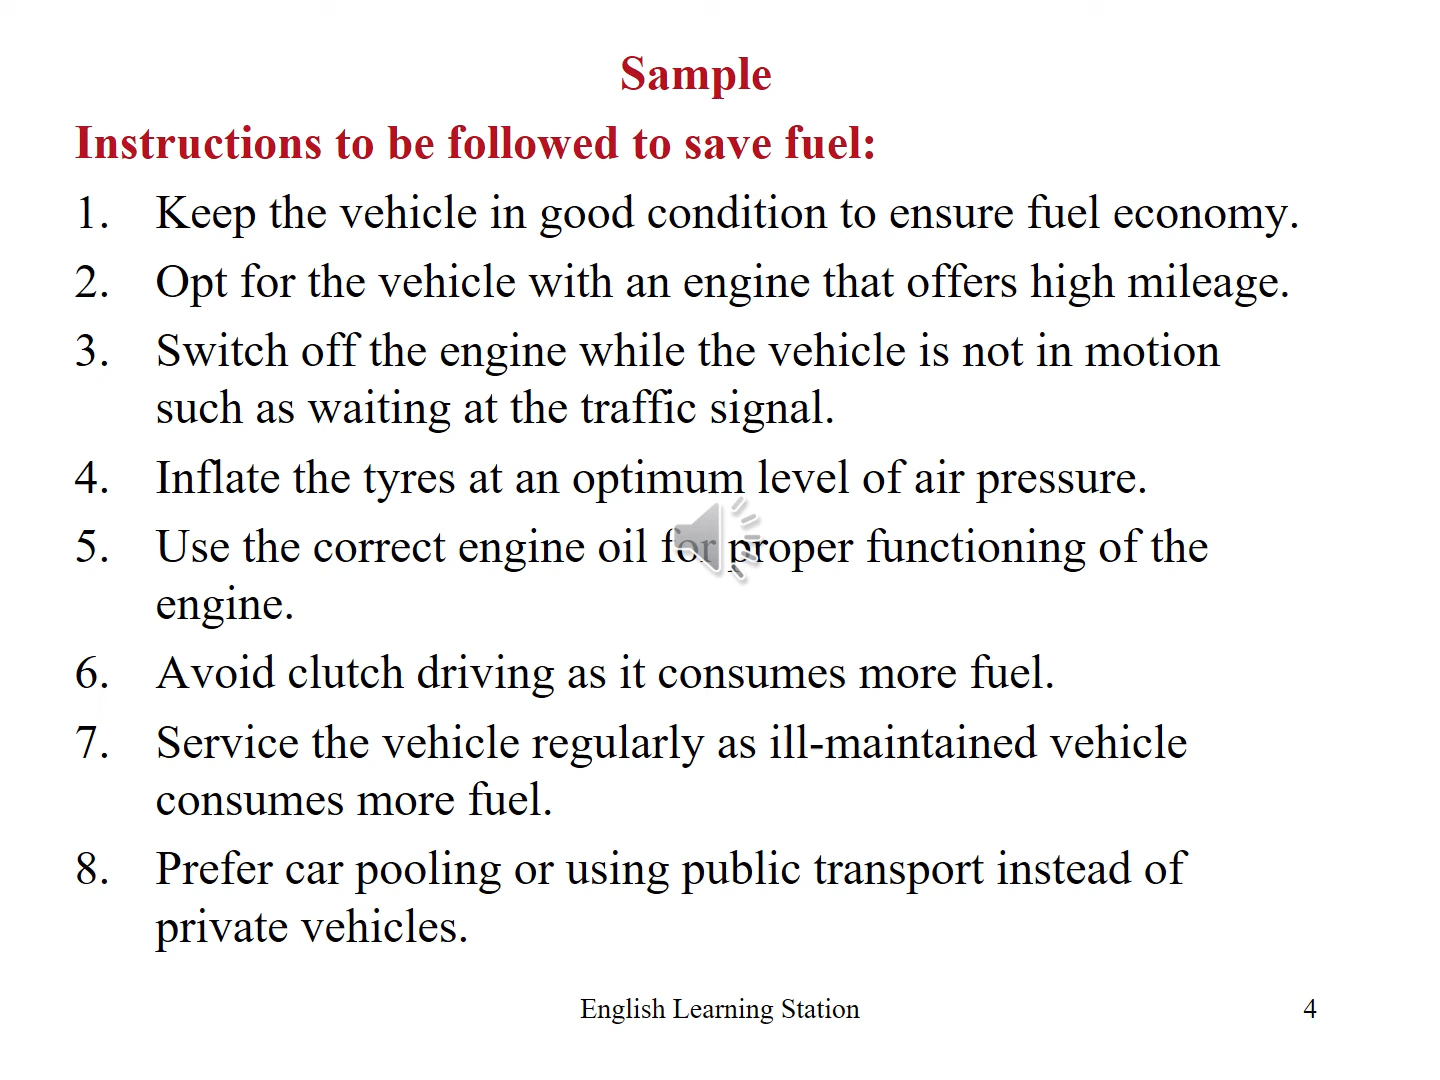 Sample
Instructions to be followed to save fuel:
1. Keep the vehicle in good condition to ensure fuel economy.
2. Opt for the vehicle with an engine that offers high mileage.
3. Switch off the engine while the vehicle is not in motion
such as waiting at the traffic signal.
4. Inflate the tyres at an optimum level of air pressure.
5. Use the correct engine oil for proper functioning of the
engine.
6. Avoid clutch driving as it consumes more fuel.
7. Service the vehicle regularly as ill-maintained vehicle
consumes more fuel.
8. Prefer car pooling or using public transport instead of
private vehicles.
English Learning Station 4